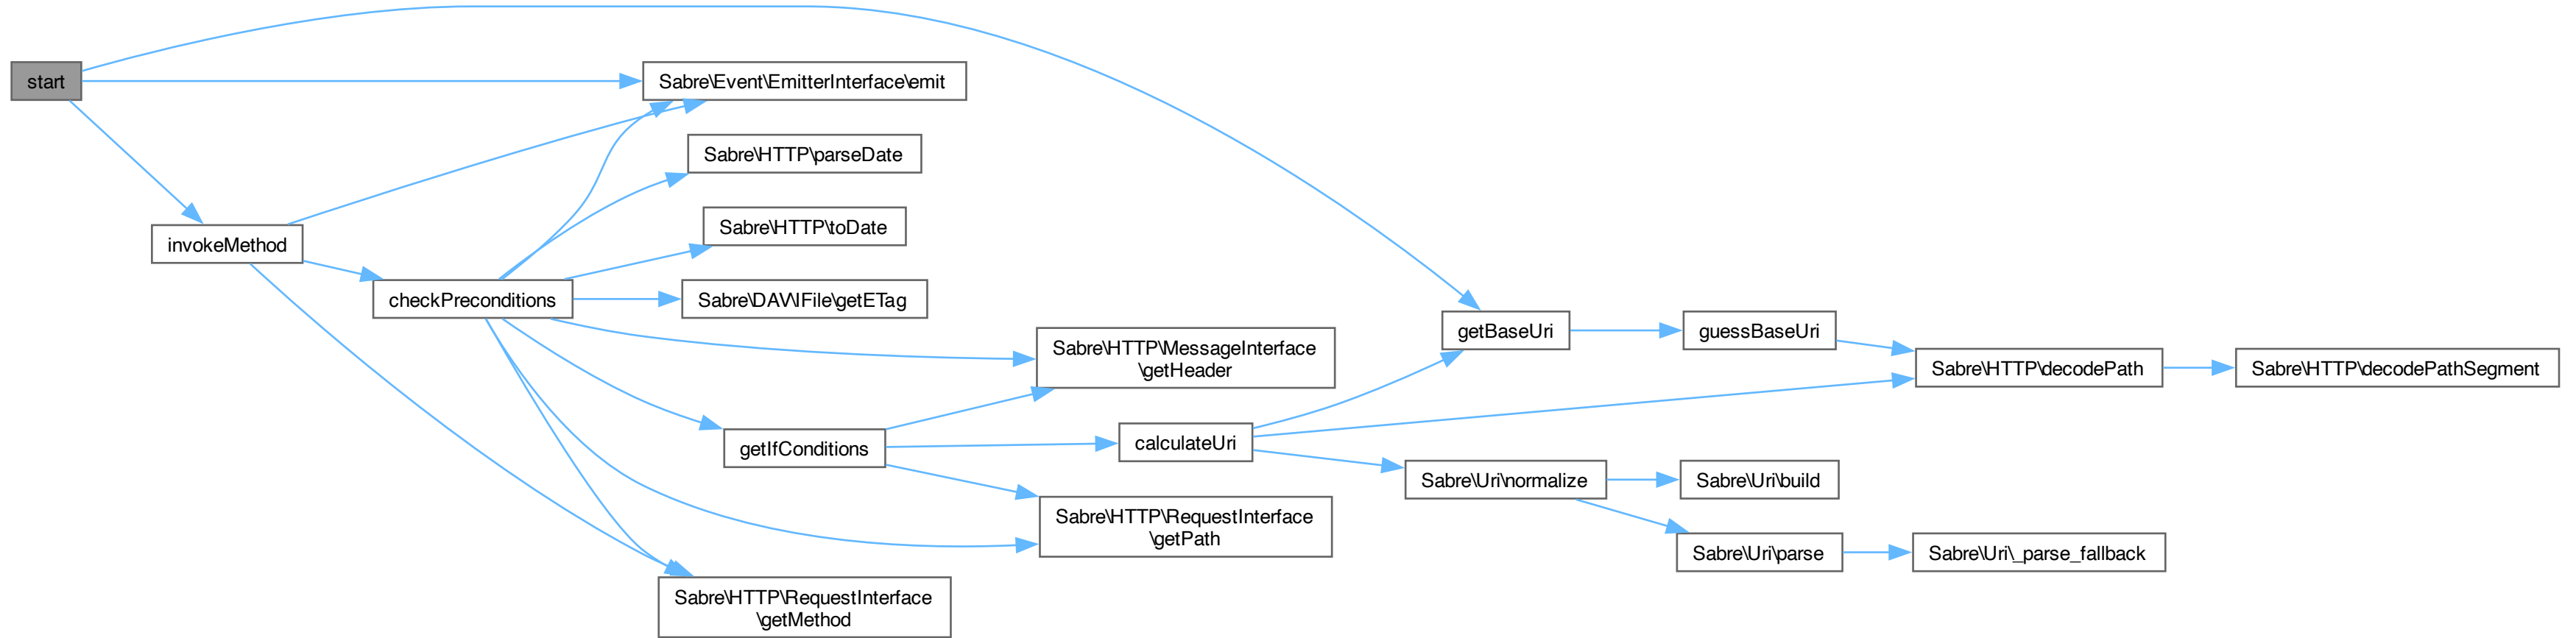 start
Sabre\Event\EmitterInterface\emit
Sabre\HTTP\parseDate
Sabre\HTTP\toDate
invokeMethod
checkPreconditions
Sabre\DAV\IFile\getETag
Sabre\HTTP\MessageInterface
\getHeader
getBaseUri
guessBaseUri
Sabre\HTTP\decodePath
Sabre\HTTP\decodePathSegment
getIfConditions
calculateUri
Sabre\Uri\normalize
Sabre\Uri\build
Sabre\HTTP\RequestInterface
\getPath
Sabre\Uri\parse
Sabre\Uri\_parse_fallback
Sabre\HTTP\RequestInterface
\getMethod